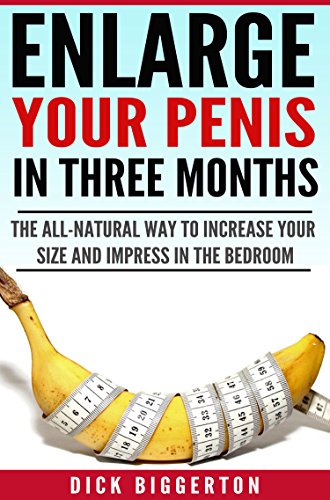 ENLARGE
YOUR PENIS
IN THREE MONTHS
THE ALL-NATURAL WAY TO INCREASE YOUR
SIZE AND IMPRESS IN THE BEDROOM
DICK BIGGERTON